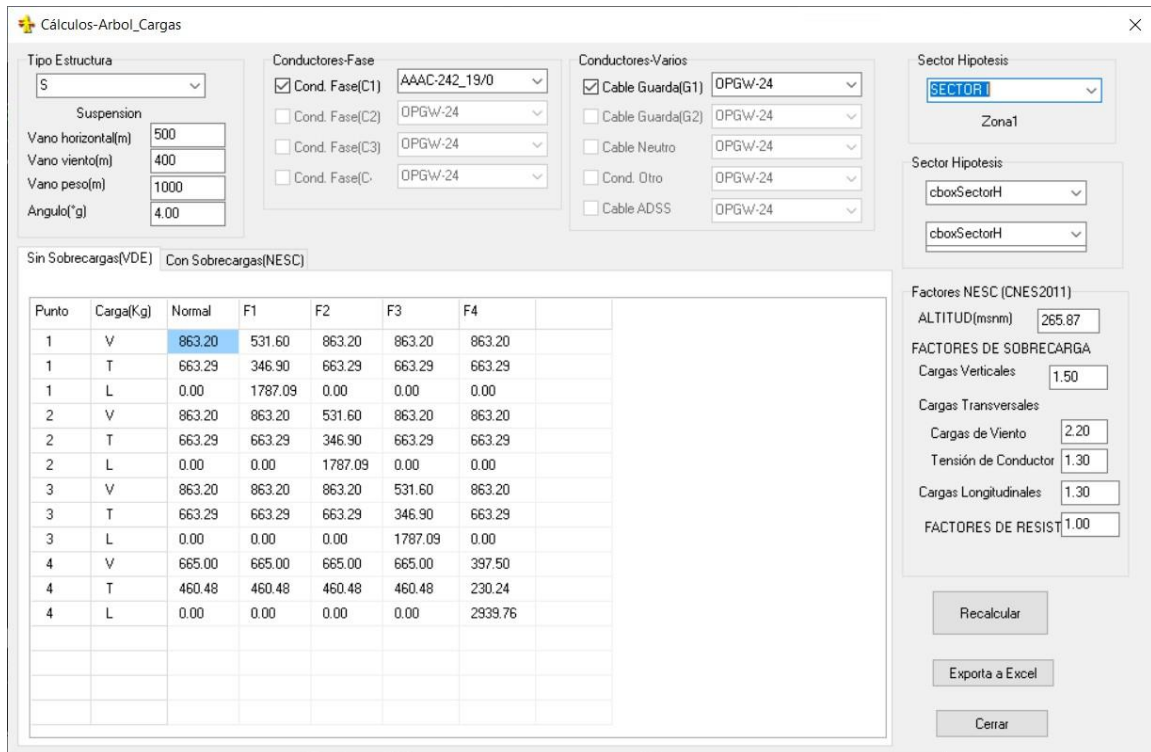 Cálculos-Arbol_Cargas
Tipo Estructura
S
Suspension
Vano horizontal(m) 500
Vano viento(m) 400
Vano peso(m) 1000
Angulo(°g) 4.00
Conductores-Fase
Cond. Fase(C1) AAAC-242_19/0
Cond. Fase(C2) OPGW-24
Cond. Fase(C3) OPGW-24
Cond. Fase(C- OPGW-24
Conductores-Varios
Cable Guarda(G1) OPGW-24
Cable Guarda(G2) OPGW-24
Cable Neutro OPGW-24
Cond. Otro OPGW-24
Cable ADSS OPGW-24
Sector Hipotesis
SECTOR I
Zona1
Sector Hipotesis
cboxSectorH
cboxSectorH
Sin Sobrecargas(VDE) Con Sobrecargas(NESC)
Punto Carga(Kg) Normal F1 F2 F3 F4
1 V 863.20 531.60 863.20 863.20 863.20
1 T 663.29 346.90 663.29 663.29 663.29
1 L 0.00 1787.09 0.00 0.00 0.00
2 V 863.20 863.20 531.60 863.20 863.20
2 T 663.29 663.29 346.90 663.29 663.29
2 L 0.00 0.00 1787.09 0.00 0.00
3 V 863.20 863.20 863.20 531.60 863.20
3 T 663.29 663.29 663.29 346.90 663.29
3 L 0.00 0.00 0.00 1787.09 0.00
4 V 665.00 665.00 665.00 665.00 397.50
4 T 460.48 460.48 460.48 460.48 230.24
4 L 0.00 0.00 0.00 0.00 2939.76
Factores NESC (CNES2011)
ALTITUD(msnm) 265.87
FACTORES DE SOBRECARGA
Cargas Verticales 1.50
Cargas Transversales
Cargas de Viento 2.20
Tensión de Conductor 1.30
Cargas Longitudinales 1.30
FACTORES DE RESIST 1.00
Recalcular
Exporta a Excel
Cerrar